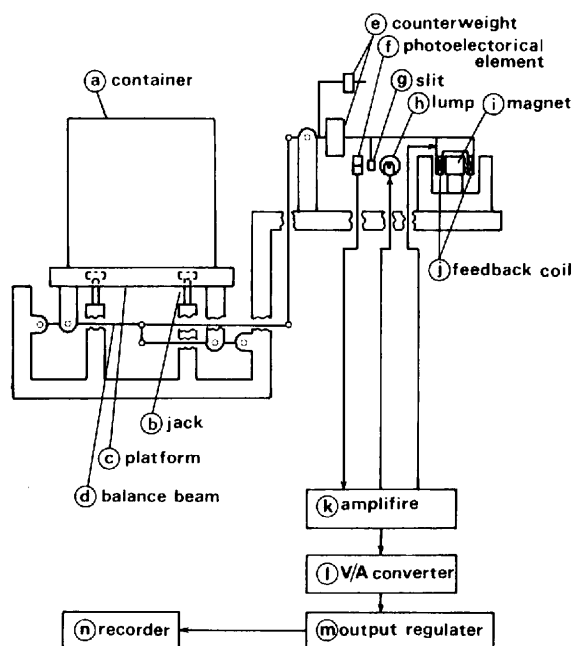 ⓔ counterweight
ⓕ photoelectorical
element
ⓐ container
ⓖ slit
ⓗ lump
ⓘ magnet
ⓙ feedback coil
ⓑ jack
ⓒ platform
ⓓ balance beam
ⓚ amplifire
ⓛ V/A converter
ⓝ recorder
ⓜ output regulater